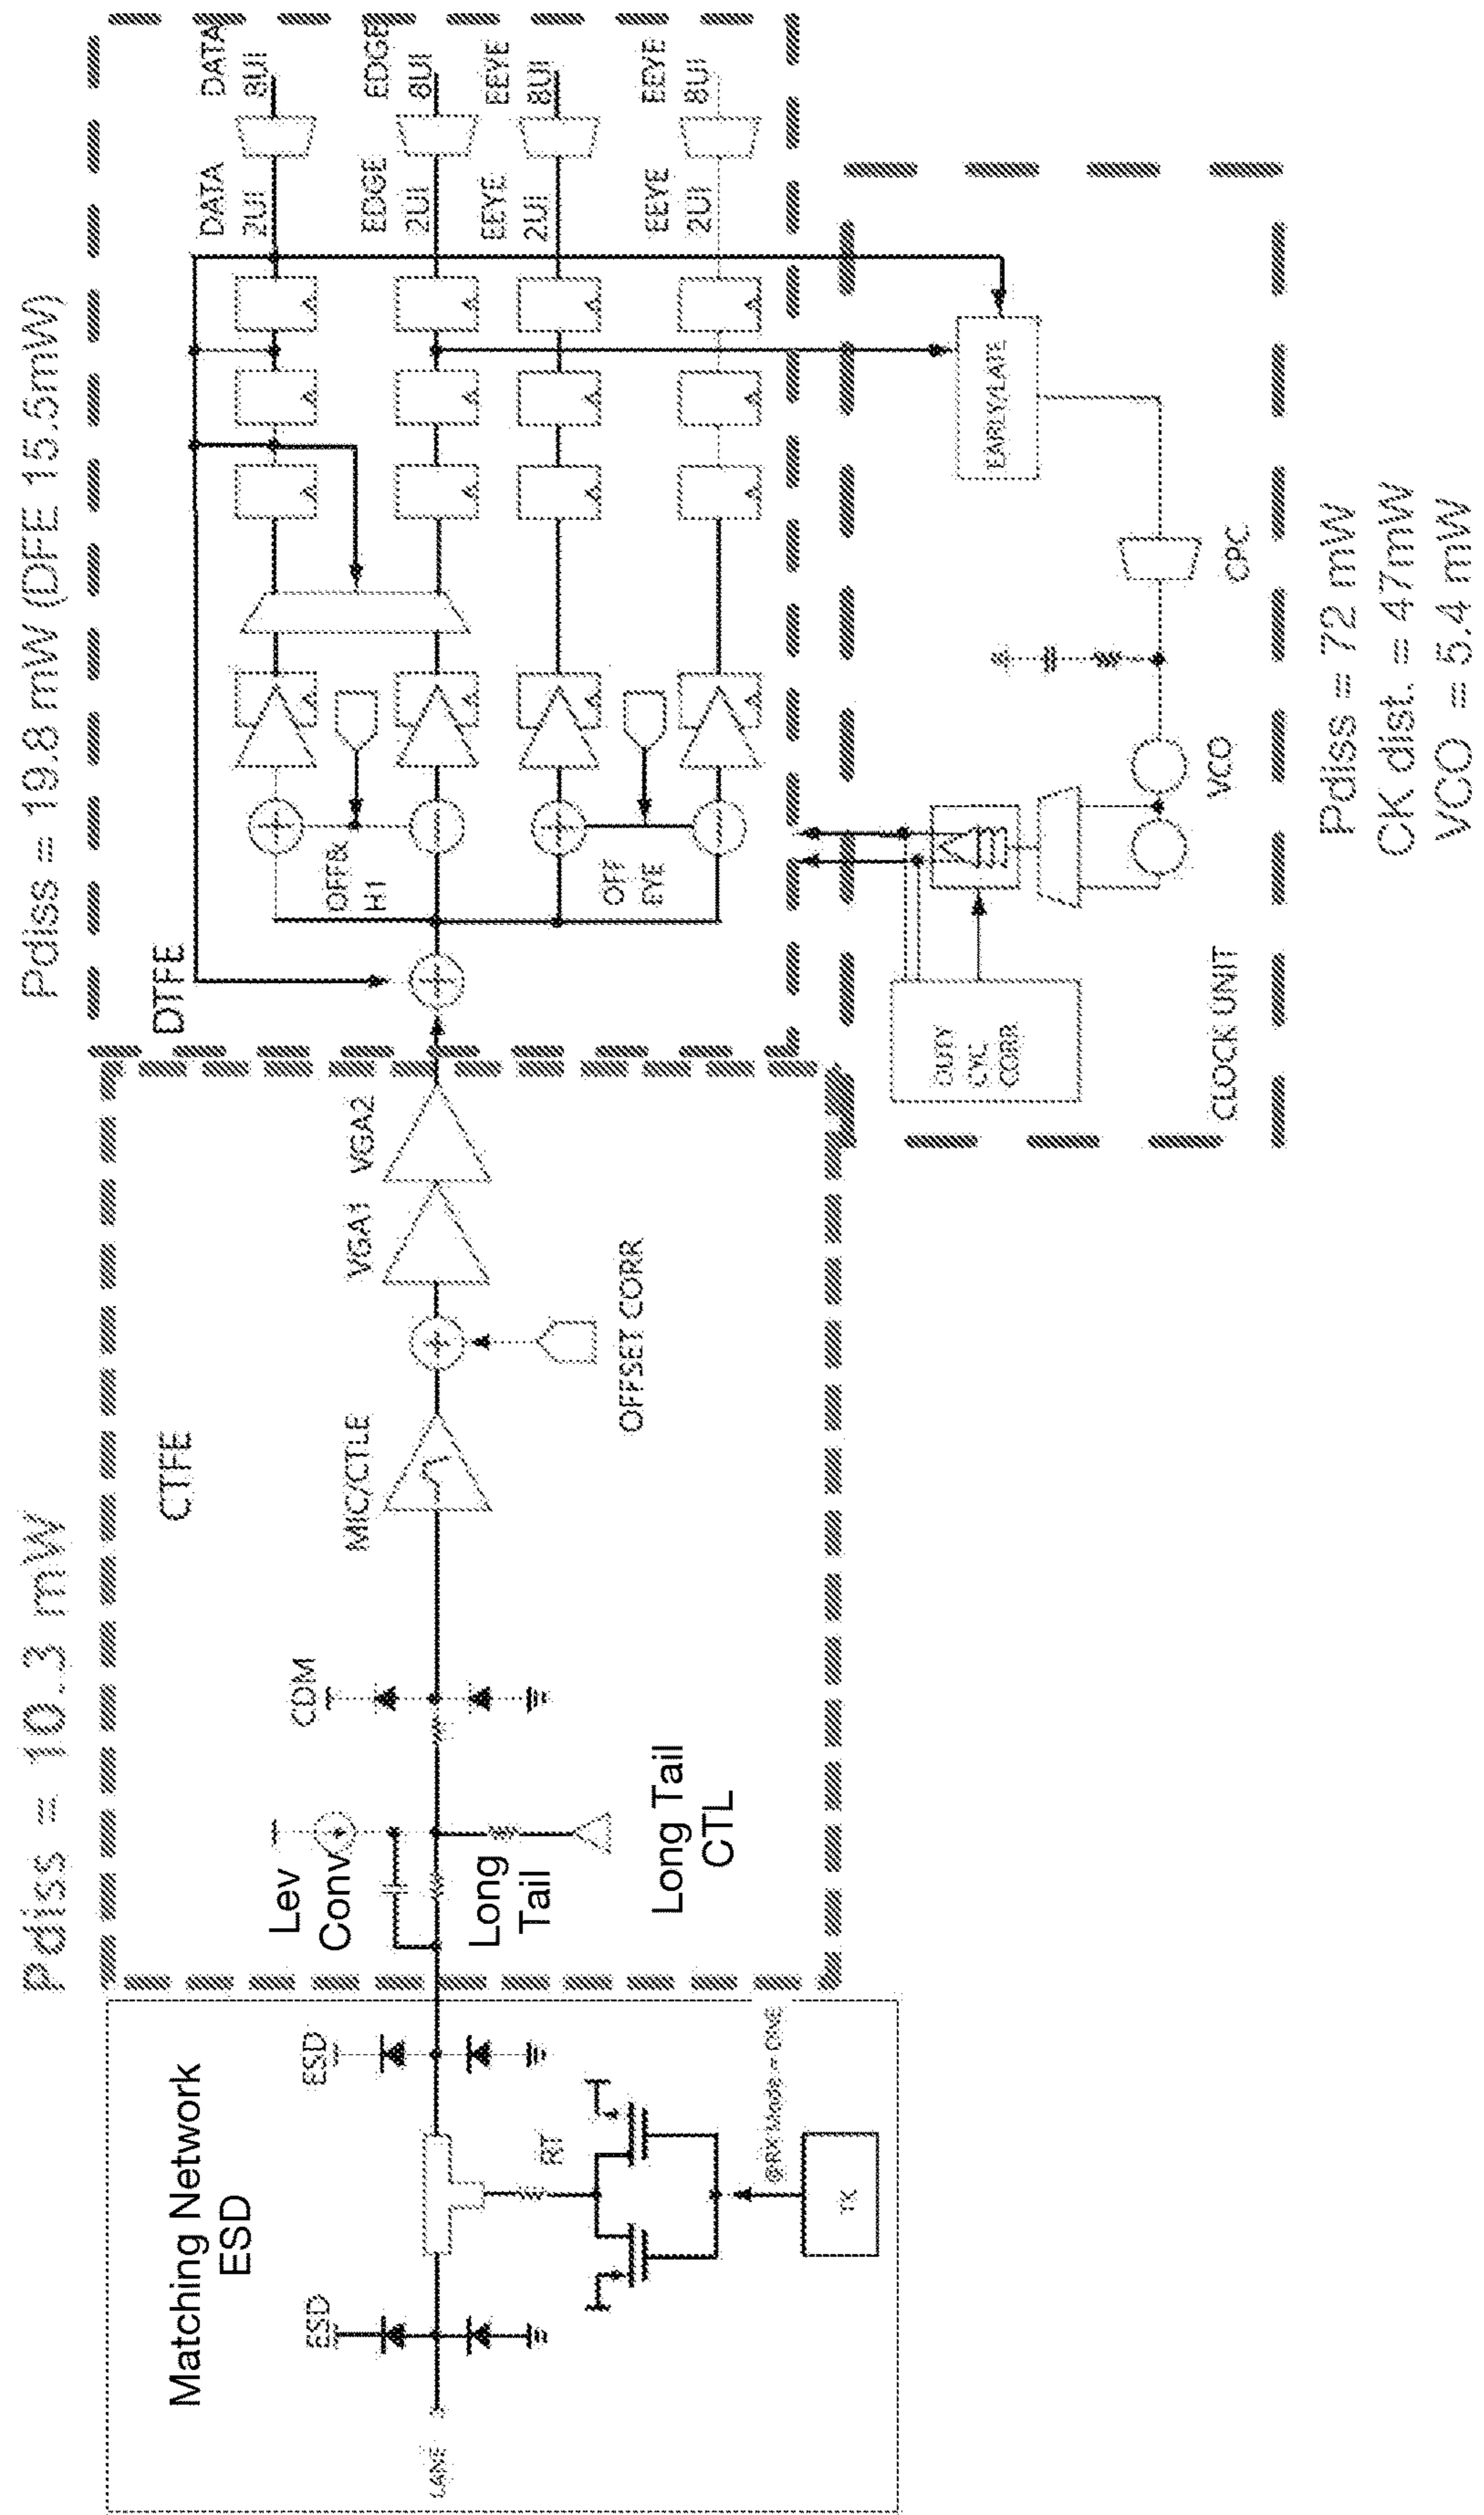 Pdiss = 10.3 mW
Pdiss = 19.8 mW (DFE 15.5mW)
Matching Network
ESD
ESD
ESD
LANE
RT
@RX Mode = ONE
TX
CTFE
Lev
Conv
Long
Tail
Long Tail
CTL
CDM
MIC/CTLE
OFFSET CORR
VGA1
VGA2
DTFE
OFF&
H1
OFF
EYE
DATA
2UI
DATA
8UI
EDGE
2UI
EDGE
8UI
EEYE
2UI
EEYE
8UI
EEYE
2UI
EEYE
8UI
DUTY
CYC
CORR
CLOCK UNIT
VCO
CPC
EARLY/LATE
Pdiss = 72 mW
CK dist. = 47mW
VCO = 5.4 mW